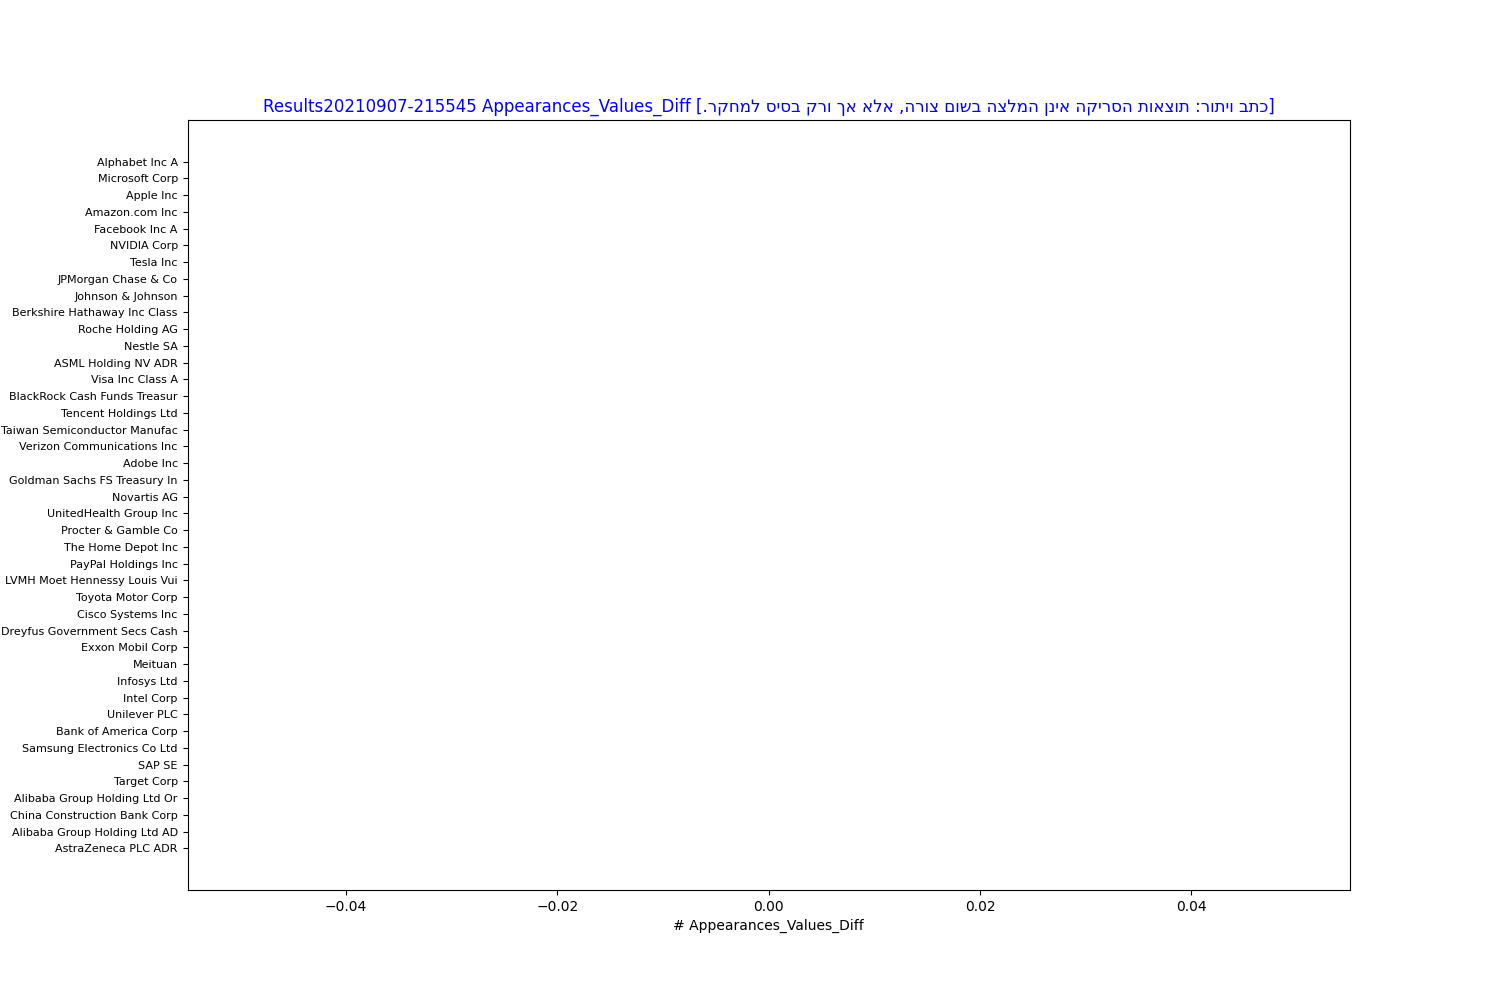 Results20210907-215545 Appearances_Values_Diff [כתב ויתור: תוצאות הסריקה אינן המלצה בשום צורה, אלא אך ורק בסיס למחקר.]
Alphabet Inc A
Microsoft Corp
Apple Inc
Amazon.com Inc
Facebook Inc A
NVIDIA Corp
Tesla Inc
JPMorgan Chase & Co
Johnson & Johnson
Berkshire Hathaway Inc Class
Roche Holding AG
Nestle SA
ASML Holding NV ADR
Visa Inc Class A
BlackRock Cash Funds Treasur
Tencent Holdings Ltd
Taiwan Semiconductor Manufac
Verizon Communications Inc
Adobe Inc
Goldman Sachs FS Treasury In
Novartis AG
UnitedHealth Group Inc
Procter & Gamble Co
The Home Depot Inc
PayPal Holdings Inc
LVMH Moet Hennessy Louis Vui
Toyota Motor Corp
Cisco Systems Inc
Dreyfus Government Secs Cash
Exxon Mobil Corp
Meituan
Infosys Ltd
Intel Corp
Unilever PLC
Bank of America Corp
Samsung Electronics Co Ltd
SAP SE
Target Corp
Alibaba Group Holding Ltd Or
China Construction Bank Corp
Alibaba Group Holding Ltd AD
AstraZeneca PLC ADR
−0.04 −0.02 0.00 0.02 0.04
# Appearances_Values_Diff